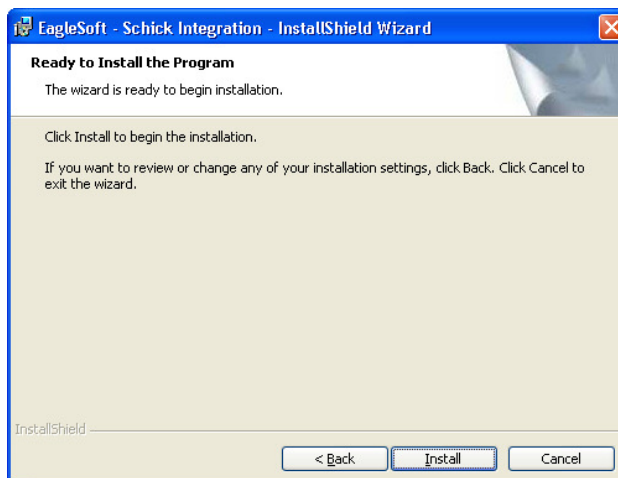 EagleSoft - Schick Integration - InstallShield Wizard
Ready to Install the Program
The wizard is ready to begin installation.
Click Install to begin the installation.
If you want to review or change any of your installation settings, click Back. Click Cancel to
exit the wizard.
InstallShield
< Back
Install
Cancel